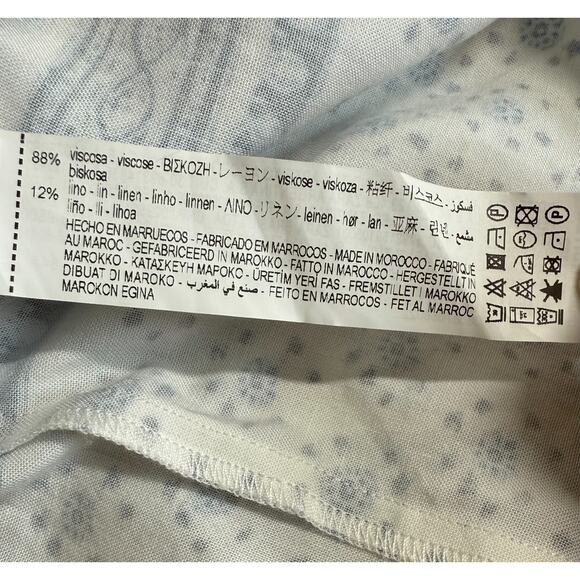 88% viscosa - viscose - ΒΙΣΚΟΖΗ - レーヨン - viskose - viskoza - 粘纤 - 비스코스 - فسكوز
biskosa
12% lino - lin - linen - linho - linnen - ΛΙΝΟ - リネン - leinen - hør - lan - 亚麻 - 린넨 - مشمع
liño - lli - lihoa
HECHO EN MARRUECOS - FABRICADO EM MARROCOS - MADE IN MOROCCO - FABRIQUÉ
AU MAROC - GEFABRICEERD IN MAROKKO - FATTO IN MAROCCO - HERGESTELLT IN
MAROKKO - ΚΑΤΑΣΚΕΥΗ ΜΑΡΟΚΟ - ÜRETİM YERİ FAS - FREMSTILLET I MAROKKO
DIBUAT DI MAROKO - صنع في المغرب - FEITO EN MARROCOS - FET AL MARROC
MAROKON EGINA